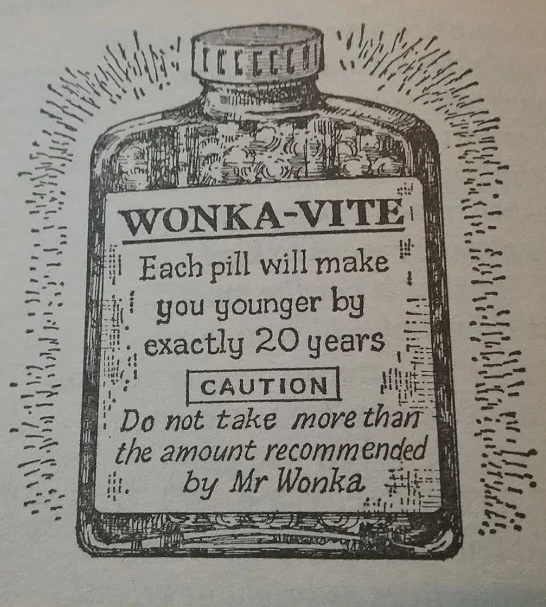 WONKA-VITE
Each pill will make
you younger by
exactly 20 years
CAUTION
Do not take more than
the amount recommended
by Mr Wonka